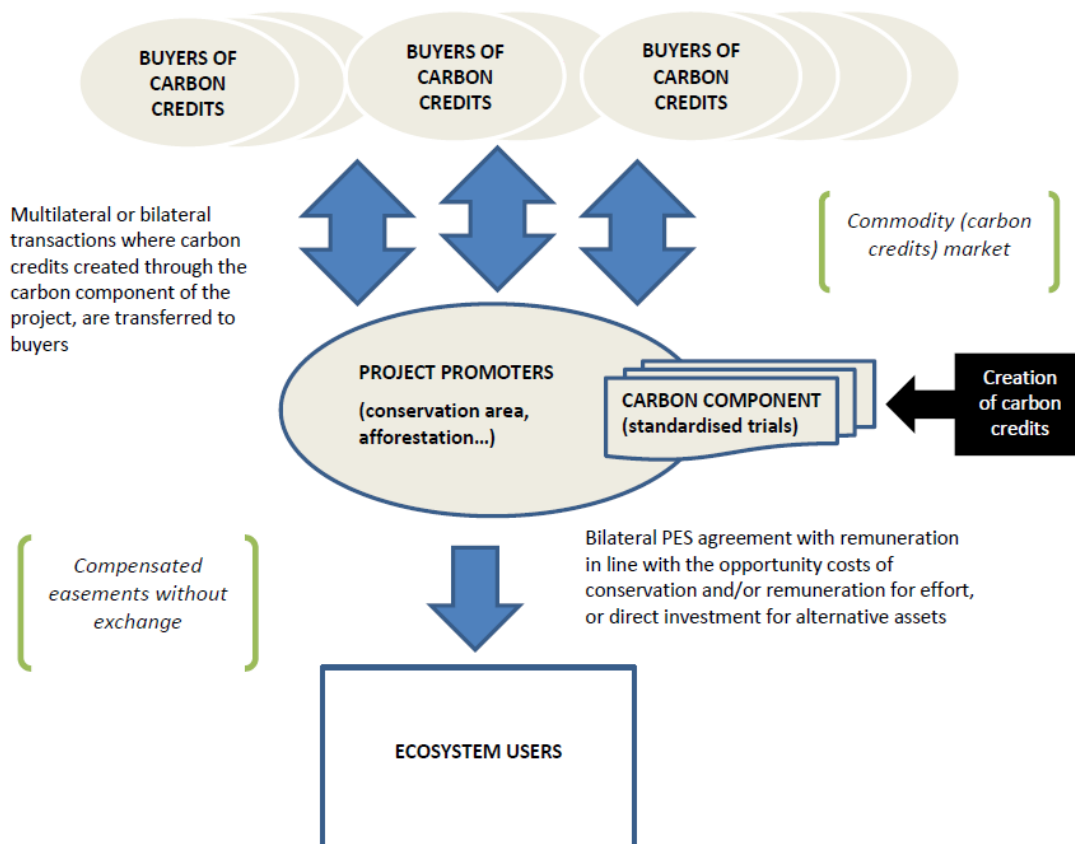 BUYERS OF
CARBON
CREDITS
BUYERS OF
CARBON
CREDITS
BUYERS OF
CARBON
CREDITS
Multilateral or bilateral
transactions where carbon
credits created through the
carbon component of the
project, are transferred to
buyers
Commodity (carbon
credits) market
PROJECT PROMOTERS
(conservation area,
afforestation...)
CARBON COMPONENT
(standardised trials)
Creation
of carbon
credits
Compensated
easements without
exchange
Bilateral PES agreement with remuneration
in line with the opportunity costs of
conservation and/or remuneration for effort,
or direct investment for alternative assets
ECOSYSTEM USERS